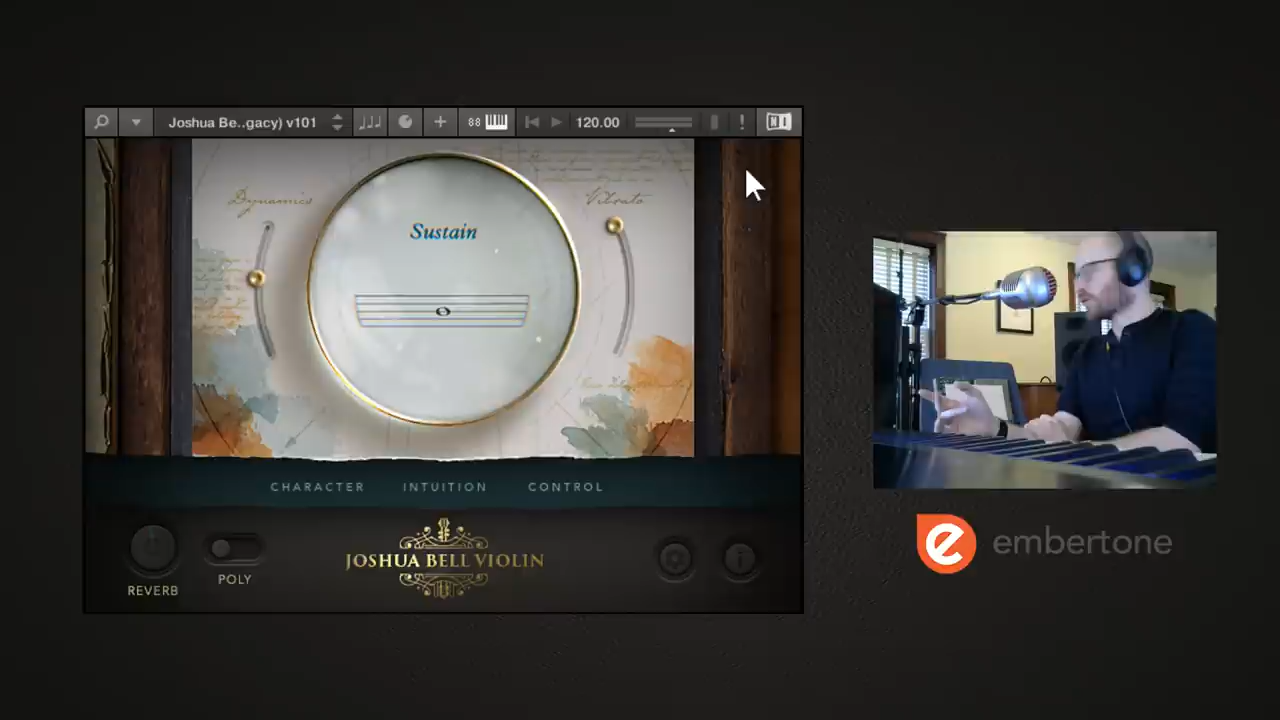 Joshua Be..gacy) v101
88
120.00
!
Dynamics
Vibrato
Sustain
CHARACTER INTUITION CONTROL
REVERB
POLY
JOSHUA BELL VIOLIN
i
e embertone